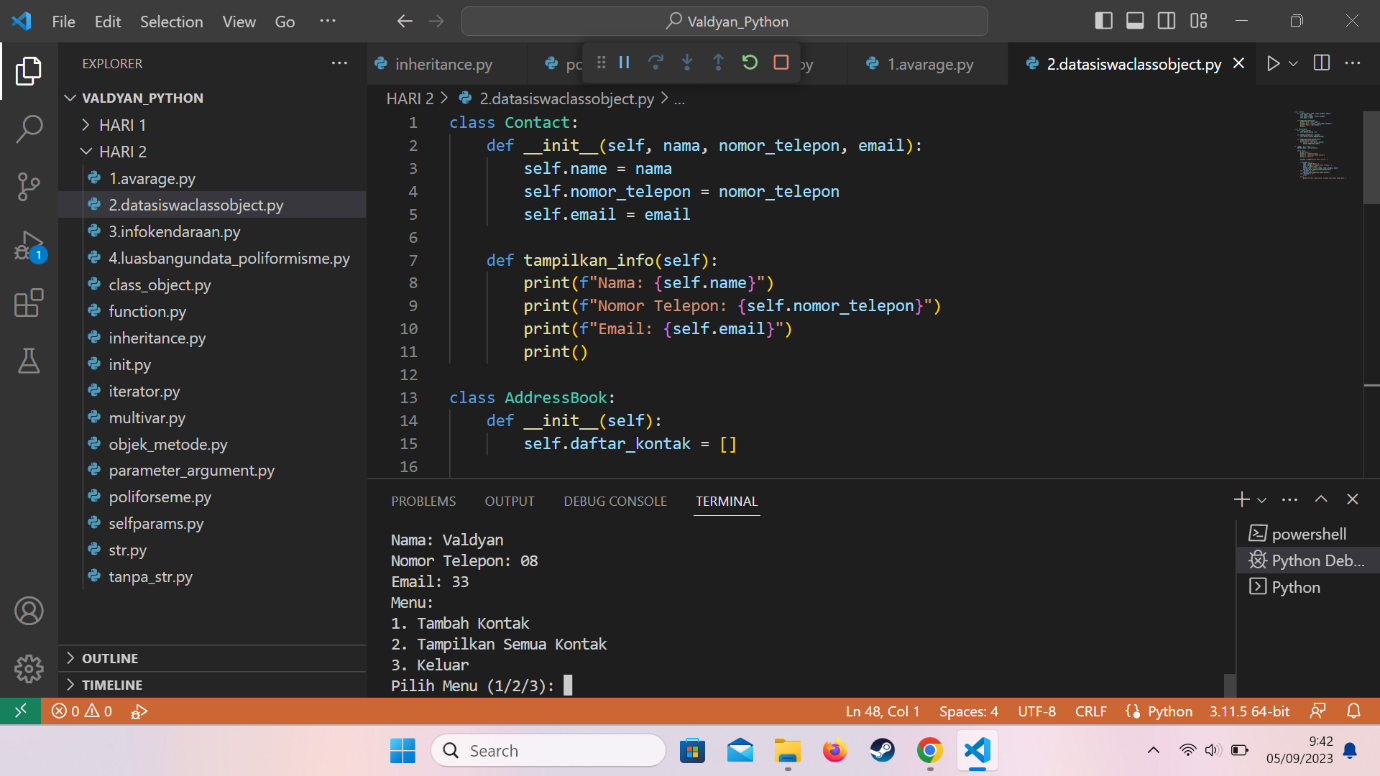 File Edit Selection View Go ··· Valdyan_Python
EXPLORER ···
VALDYAN_PYTHON
HARI 1
HARI 2
1.avarage.py
2.datasiswaclassobject.py
3.infokendaraan.py
4.luasbangundata_poliformisme.py
class_object.py
function.py
inheritance.py
init.py
iterator.py
multivar.py
objek_metode.py
parameter_argument.py
poliforseme.py
selfparams.py
str.py
tanpa_str.py
OUTLINE
TIMELINE
1
inheritance.py 1.avarage.py 2.datasiswaclassobject.py
HARI 2 > 2.datasiswaclassobject.py > ...
1 class Contact:
2 def __init__(self, nama, nomor_telepon, email):
3 self.name = nama
4 self.nomor_telepon = nomor_telepon
5 self.email = email
6
7 def tampilkan_info(self):
8 print(f"Nama: {self.name}")
9 print(f"Nomor Telepon: {self.nomor_telepon}")
10 print(f"Email: {self.email}")
11 print()
12
13 class AddressBook:
14 def __init__(self):
15 self.daftar_kontak = []
16
PROBLEMS OUTPUT DEBUG CONSOLE TERMINAL
Nama: Valdyan
Nomor Telepon: 08
Email: 33
Menu:
1. Tambah Kontak
2. Tampilkan Semua Kontak
3. Keluar
Pilih Menu (1/2/3):
powershell
Python Deb...
Python
0 0 Ln 48, Col 1 Spaces: 4 UTF-8 CRLF Python 3.11.5 64-bit
Search
9:42
05/09/2023